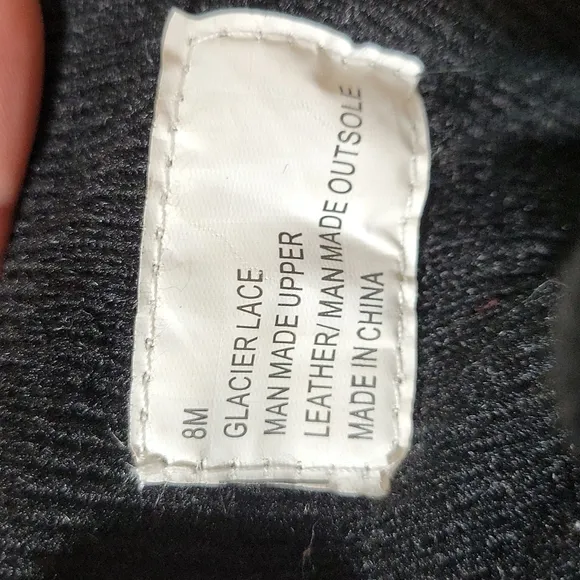 8M
GLACIER LACE
MAN MADE UPPER
LEATHER/ MAN MADE OUTSOLE
MADE IN CHINA